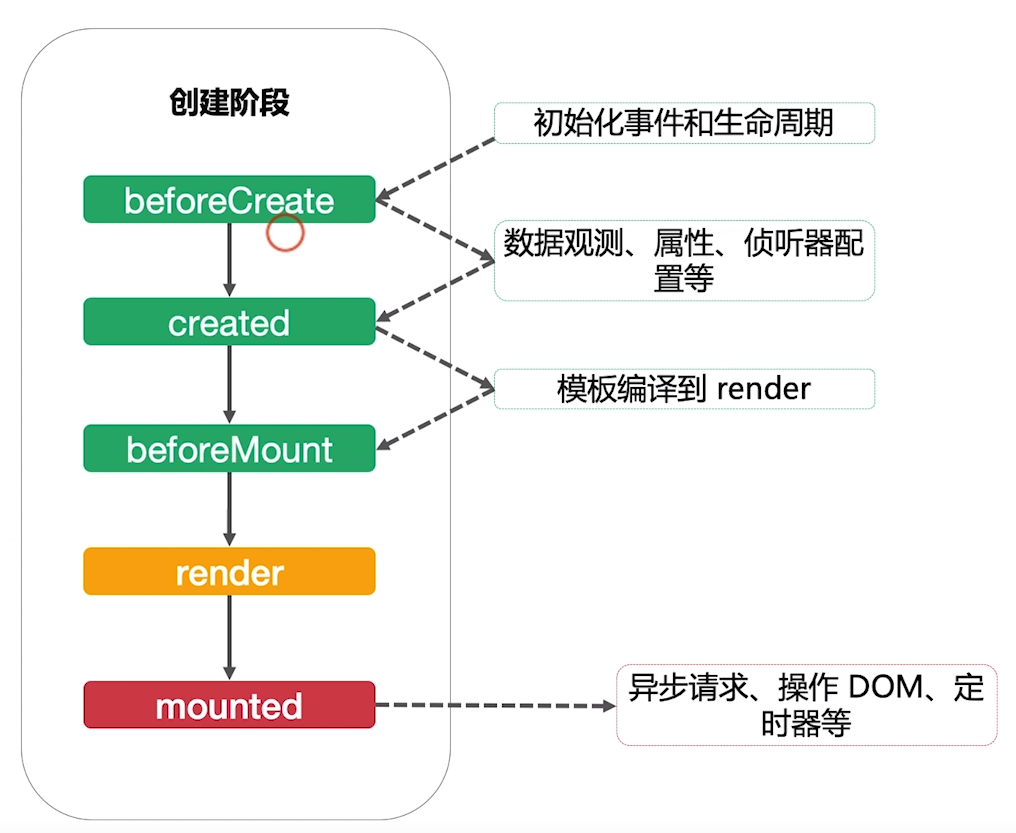 创建阶段
初始化事件和生命周期
beforeCreate
数据观测、属性、侦听器配
置等
created
模板编译到 render
beforeMount
render
mounted
异步请求、操作 DOM、定
时器等